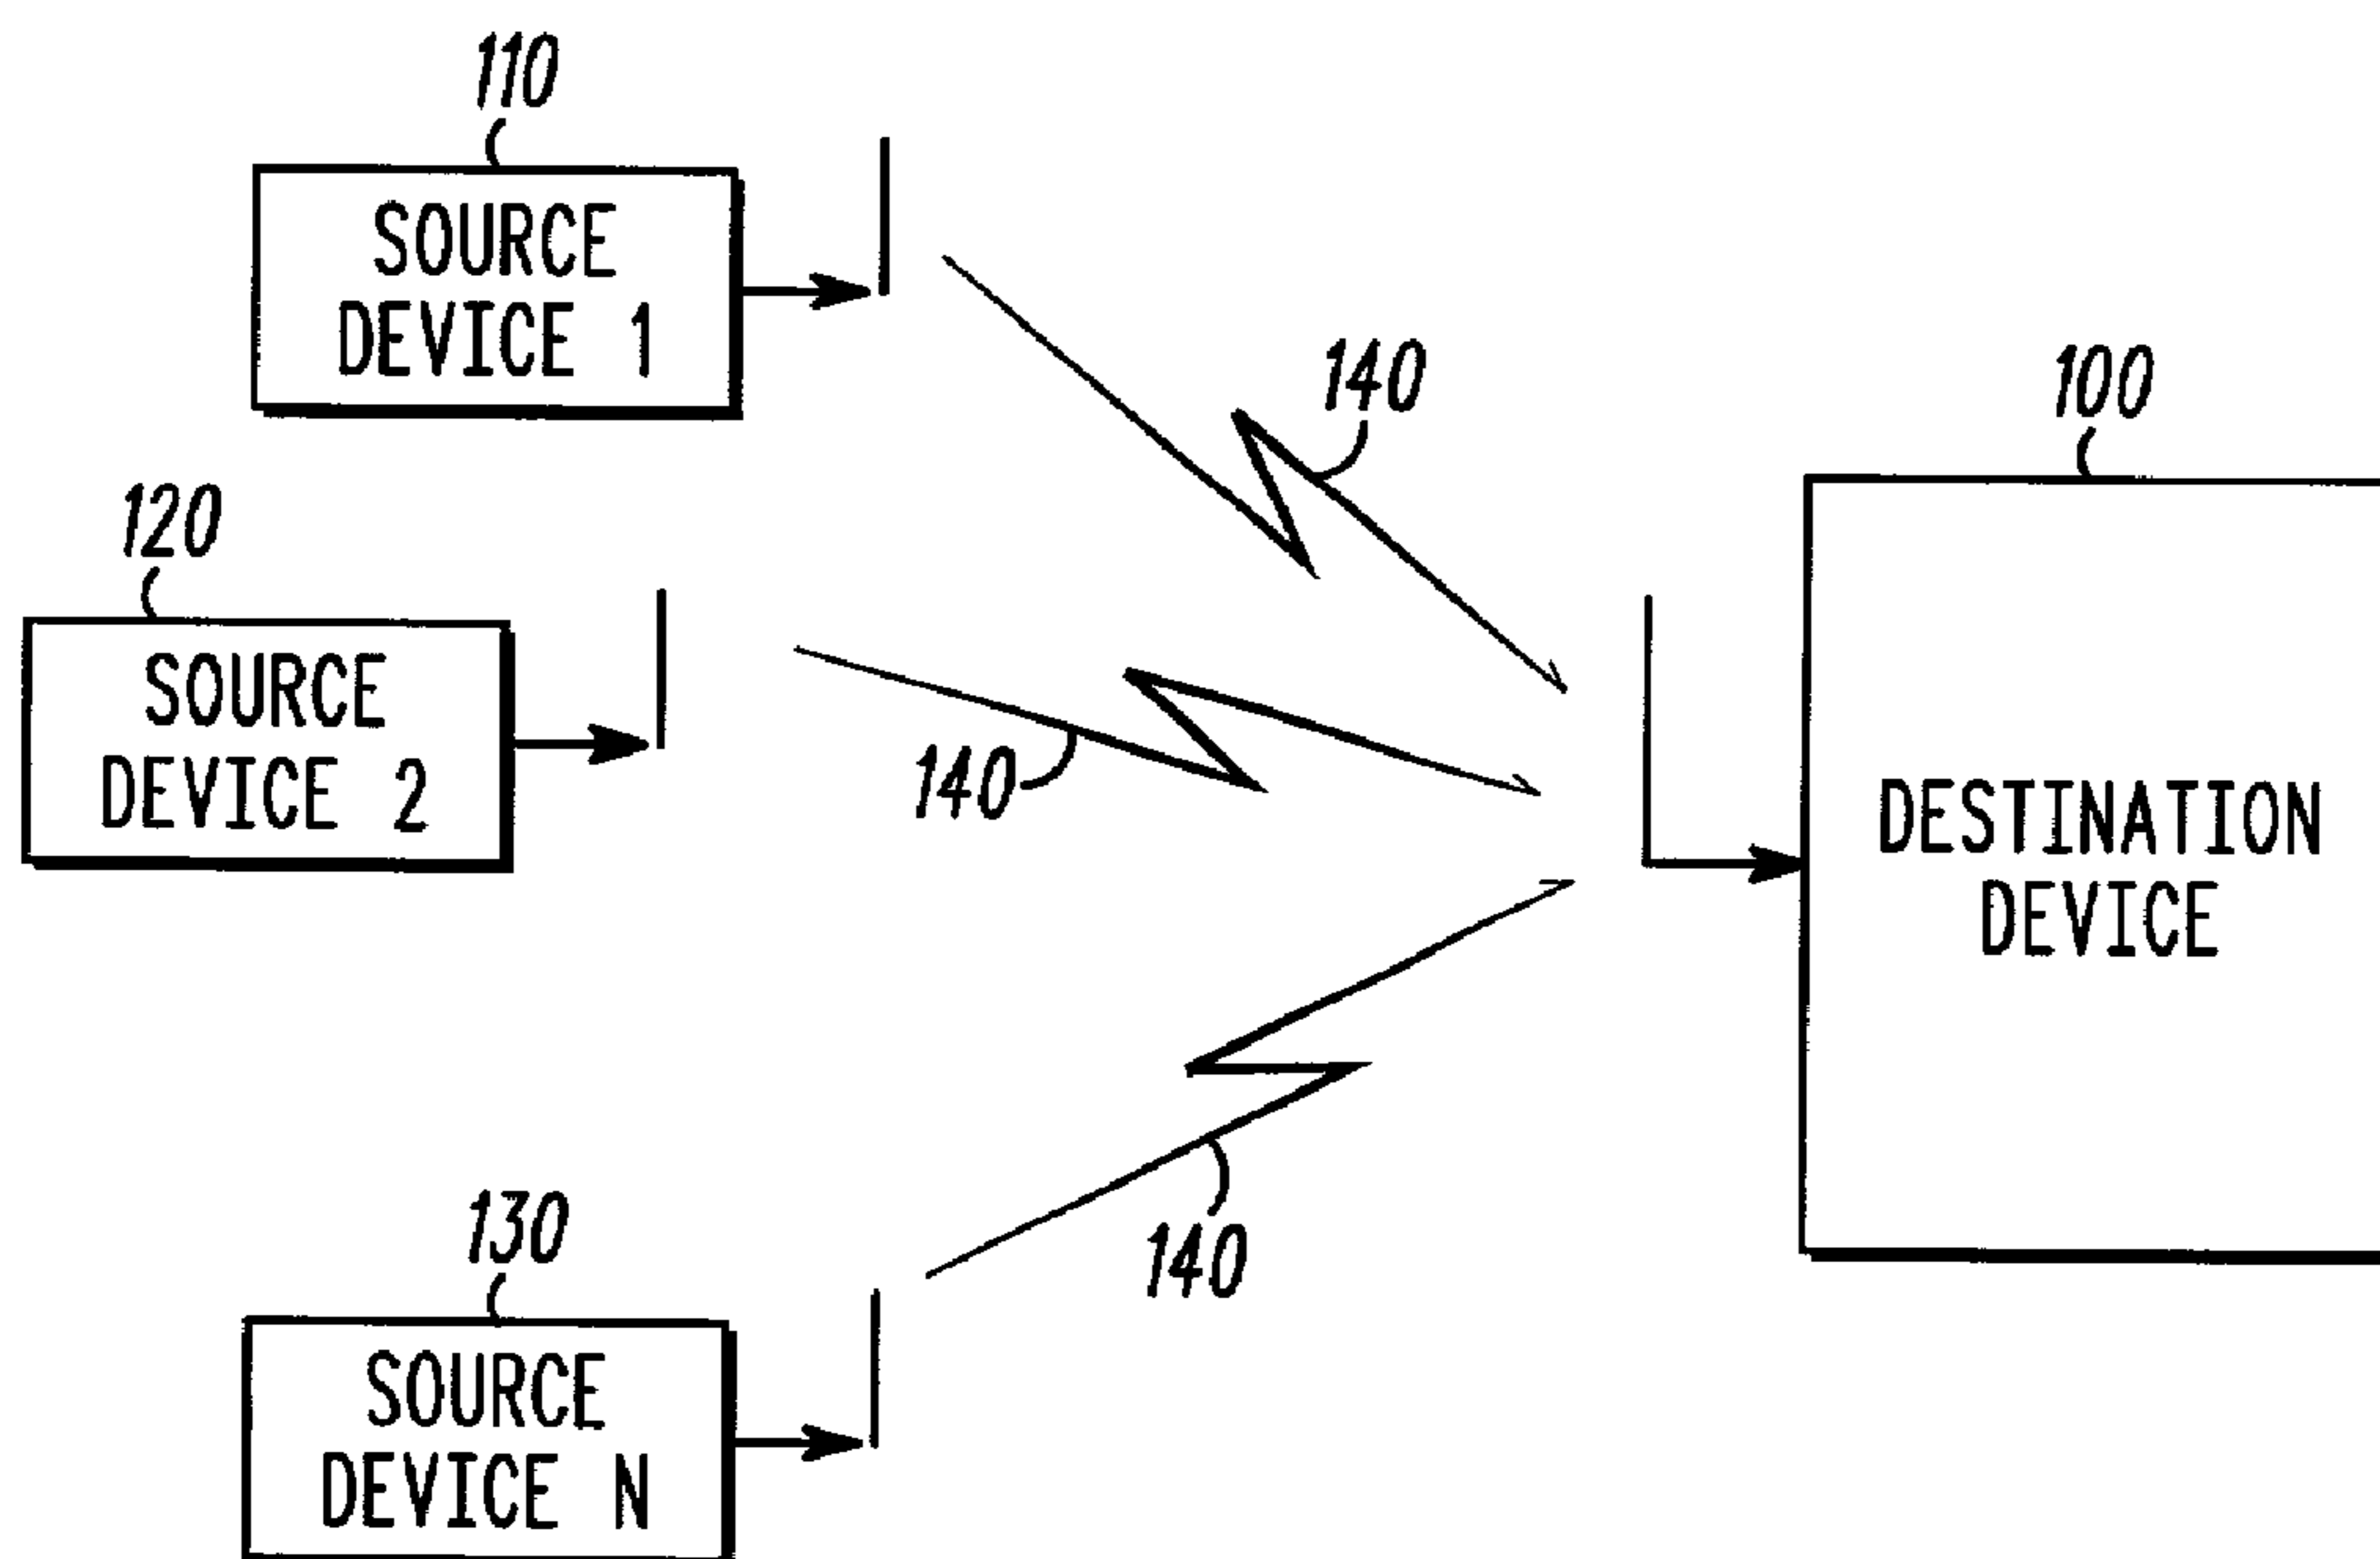 110
SOURCE
DEVICE 1
140
100
120
SOURCE
DEVICE 2
140
DESTINATION
DEVICE
130
140
SOURCE
DEVICE N